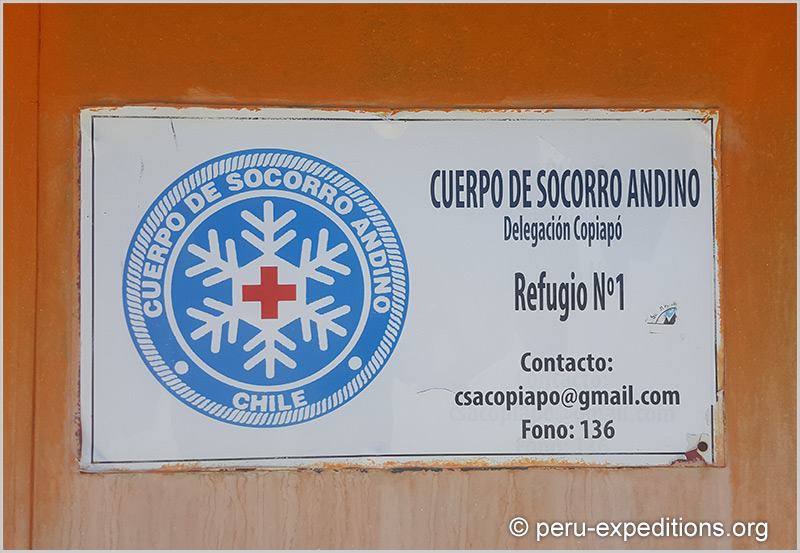 CUERPO DE SOCORRO ANDINO
CHILE
CUERPO DE SOCORRO ANDINO
Delegación Copiapó
Refugio Nº1
Contacto:
csacopiapo@gmail.com
Fono: 136
© peru-expeditions.org